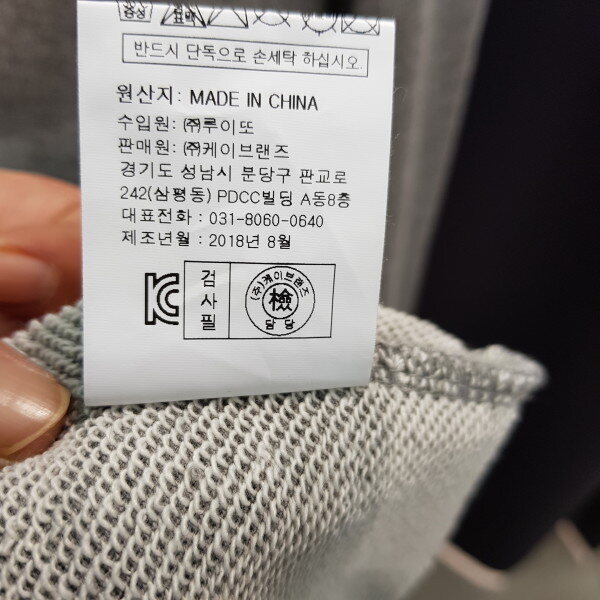 반드시 단독으로 손세탁 하십시오.
원산지: MADE IN CHINA
수입원: ㈜루이또
판매원: ㈜케이브랜즈
경기도 성남시 분당구 판교로
242(삼평동) PDCC빌딩 A동8층
대표전화 : 031-8060-0640
제조년월 : 2018년 8월
검사필
(주)케이브랜즈
檢
담당